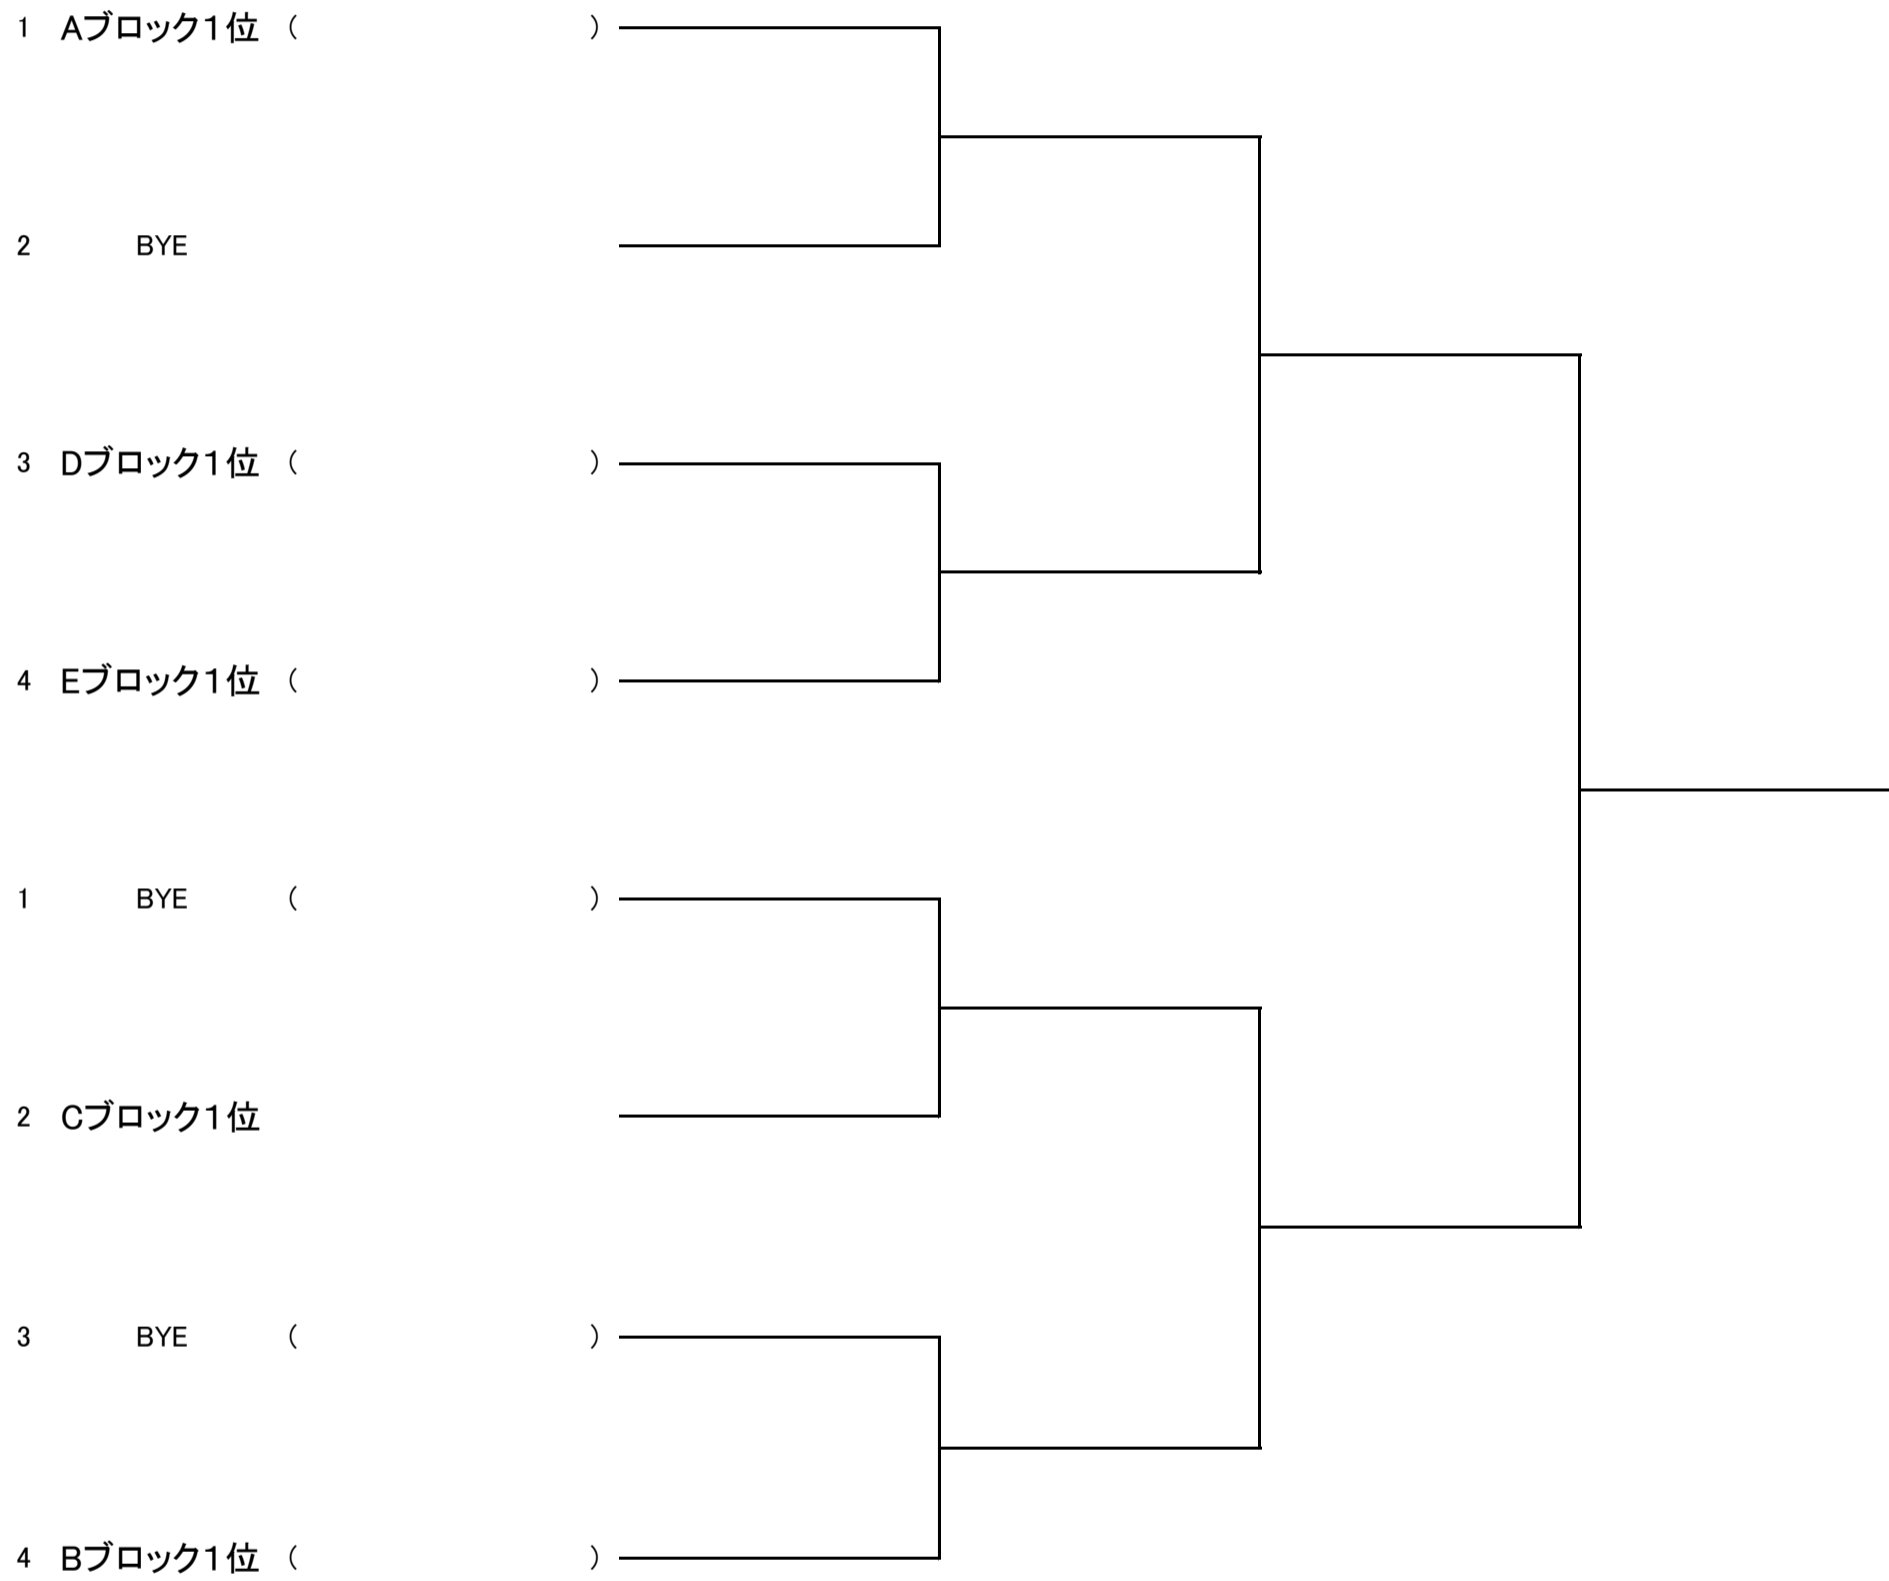 1 Aブロック1位 ( )
2 BYE
3 Dブロック1位 ( )
4 Eブロック1位 ( )
1 BYE ( )
2 Cブロック1位
3 BYE ( )
4 Bブロック1位 ( )